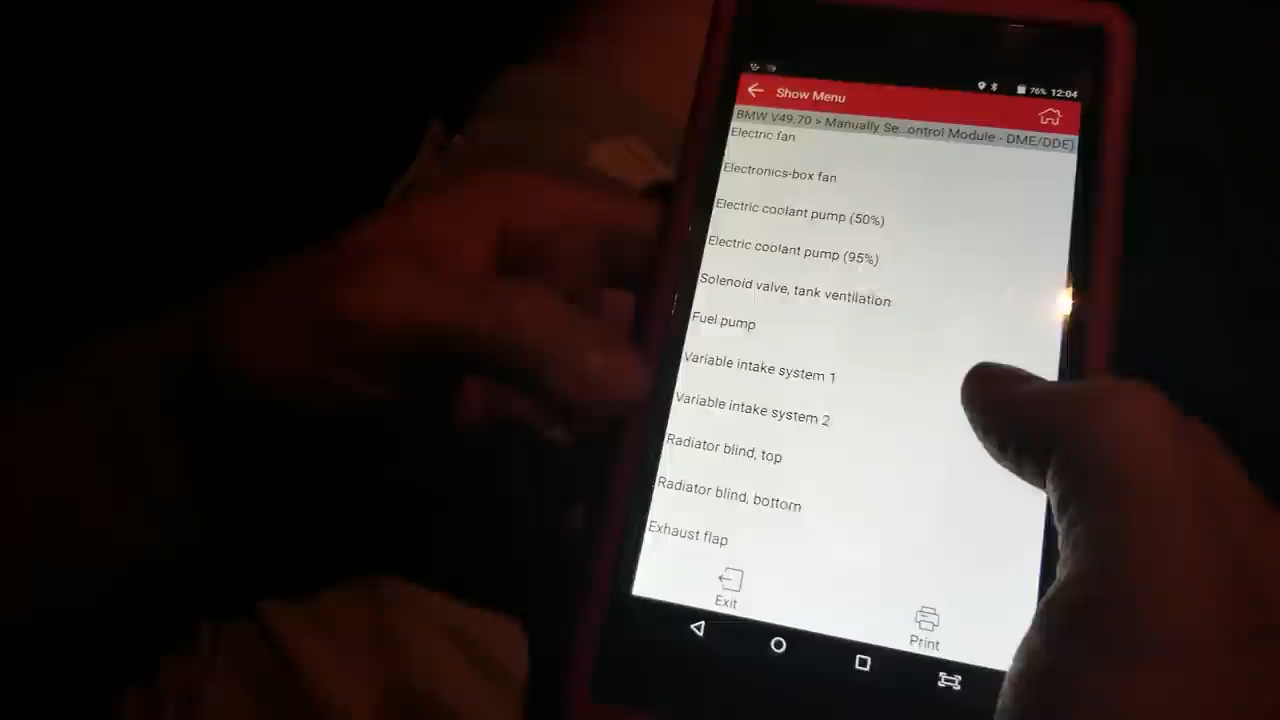 76% 12:04
Show Menu
BMW V49.70 > Manually Se...ontrol Module - DME/DDE)
Electric fan
Electronics-box fan
Electric coolant pump (50%)
Electric coolant pump (95%)
Solenoid valve, tank ventilation
Fuel pump
Variable intake system 1
Variable intake system 2
Radiator blind, top
Radiator blind, bottom
Exhaust flap
Exit
Print